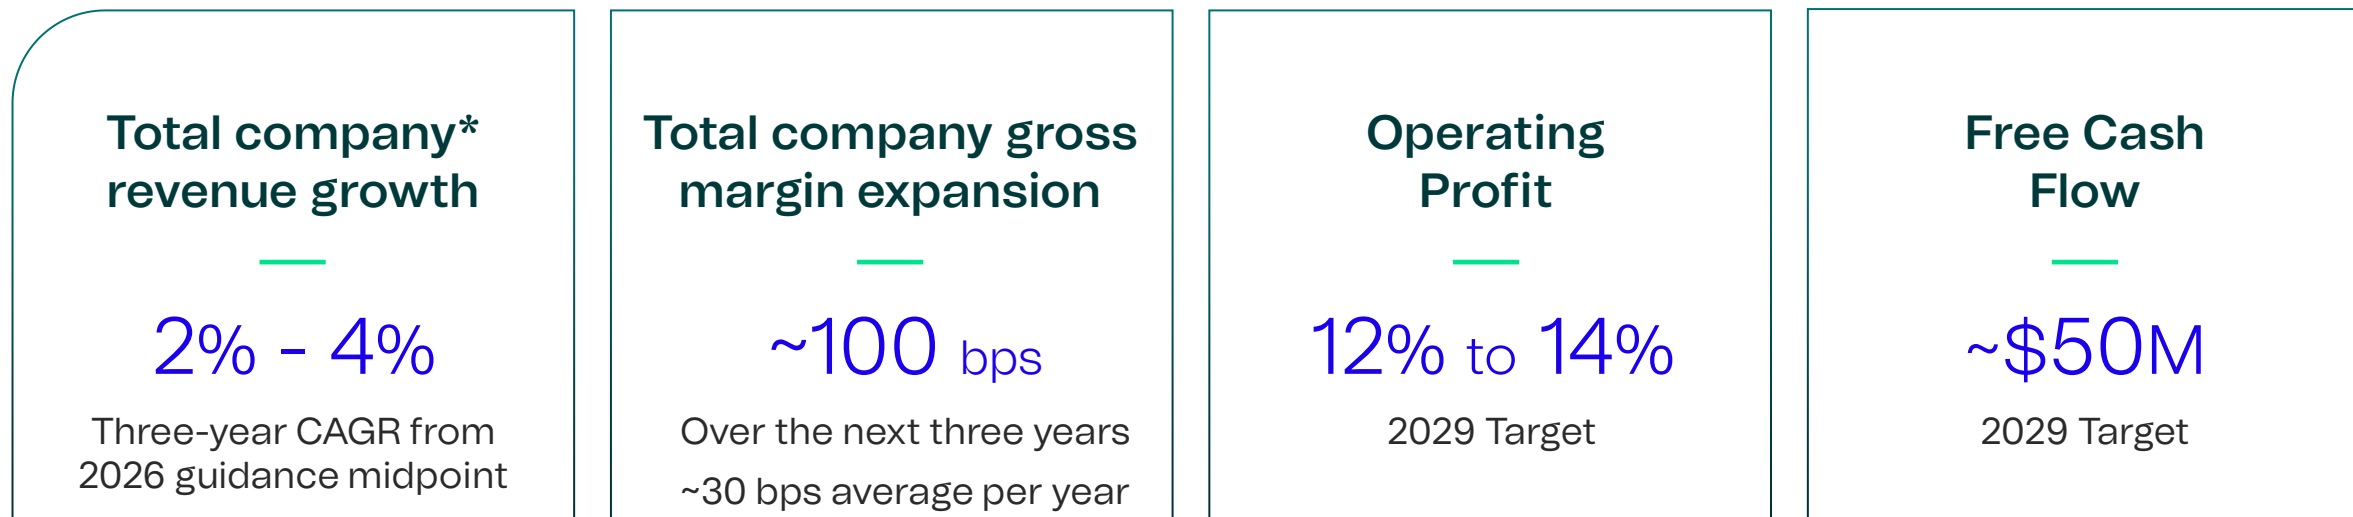 Total company*
revenue growth
2% - 4%
Three-year CAGR from
2026 guidance midpoint
Total company gross
margin expansion
~100 bps
Over the next three years
~30 bps average per year
Operating
Profit
12% to 14%
2029 Target
Free Cash
Flow
~$50M
2029 Target